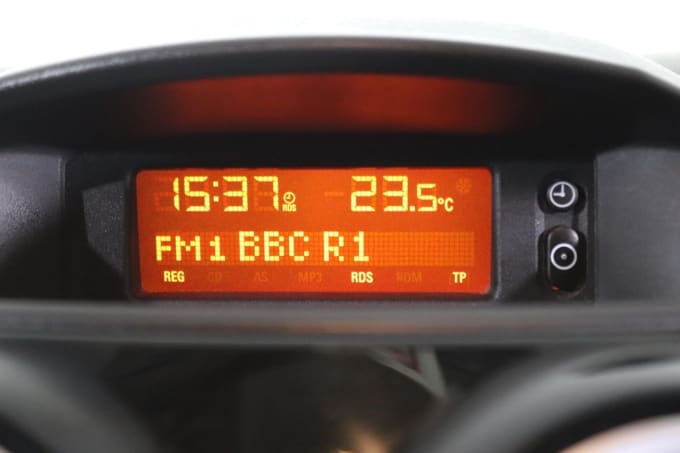 15:37 RDS 23.5°C
FM1 BBC R1
REG CD AS MP3 RDS RDM TP